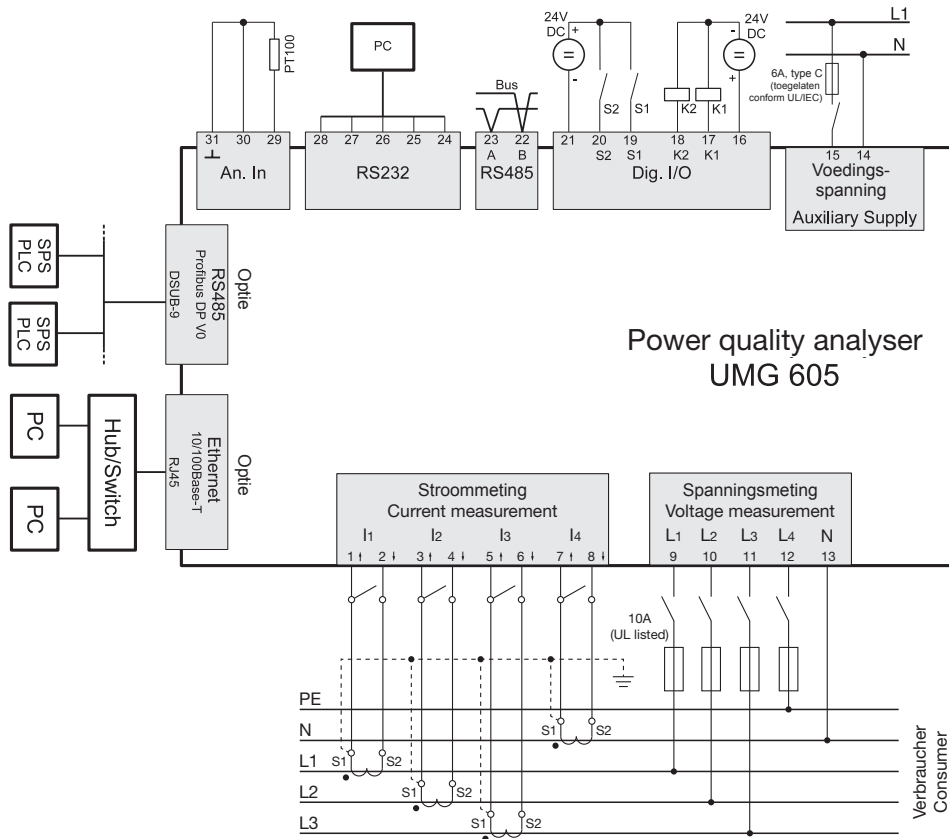 L1
N
24V
DC
+
-
24V
DC
-
+
PC
PT100
Bus
S2
S1
K2
K1
6A, type C
(toegelaten
conform UL/IEC)
31 30 29
An. In
28 27 26 25 24
RS232
23 22
A B
RS485
21 20 19 18 17 16
S2 S1 K2 K1
Dig. I/O
15 14
Voedings-
spanning
Auxiliary Supply
SPS
PLC
SPS
PLC
RS485
Profibus DP V0
DSUB-9
Optie
Power quality analyser
UMG 605
PC
PC
Hub/Switch
Ethernet
10/100Base-T
RJ45
Optie
Stroommeting
Current measurement
I1 I2 I3 I4
1 2 3 4 5 6 7 8
Spanningsmeting
Voltage measurement
L1 L2 L3 L4 N
9 10 11 12 13
10A
(UL listed)
PE
N
L1
L2
L3
S1 S2
S1 S2
S1 S2
S1 S2
Verbraucher
Consumer